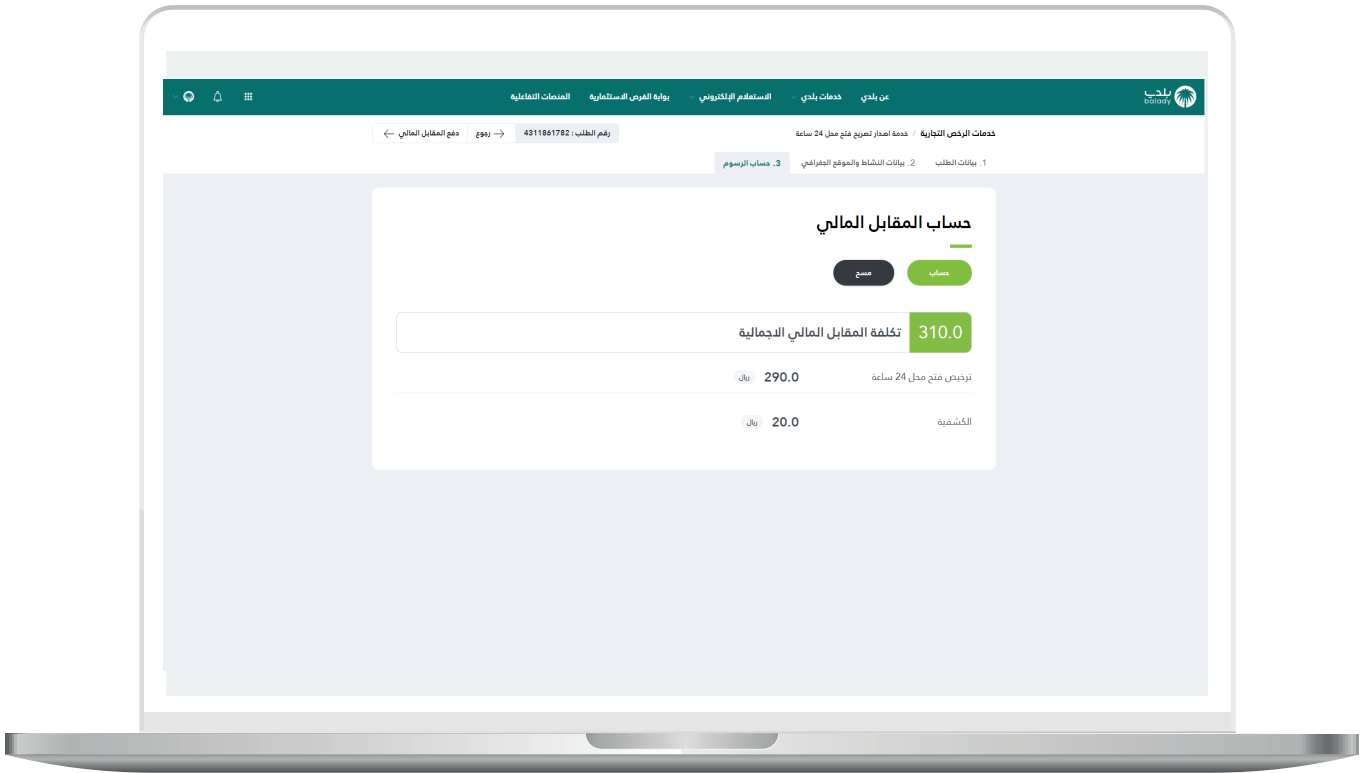 بلدي
balady
عن بلدي
خدمات بلدي
الاستعلام الإلكتروني
بوابة الفرص الاستثمارية
المنصات التفاعلية
خدمات الرخص التجارية / خدمة اصدار تصريح فتح محل 24 ساعة
رقم الطلب : 4311861782
رجوع
دفع المقابل المالي
1. بيانات الطلب
2. بيانات النشاط والموقع الجغرافي
3. حساب الرسوم
حساب المقابل المالي
حساب
مسح
310.0 تكلفة المقابل المالي الاجمالية
ترخيص فتح محل 24 ساعة 290.0 ريال
الكشفية 20.0 ريال